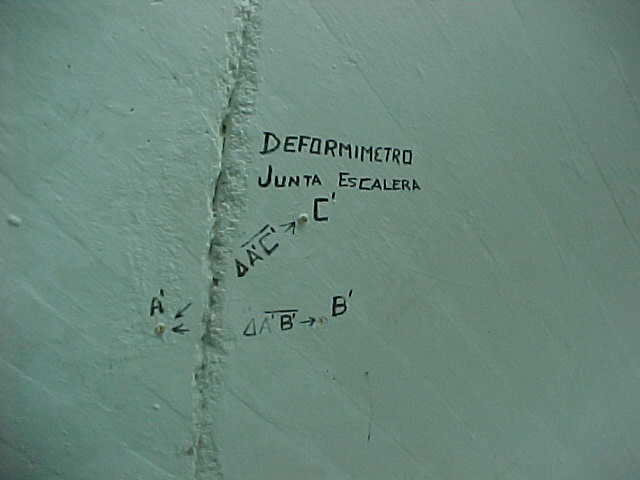 DEFORMIMETRO
JUNTA ESCALERA
C'
ΔA'C'
A'
ΔA'B'
B'